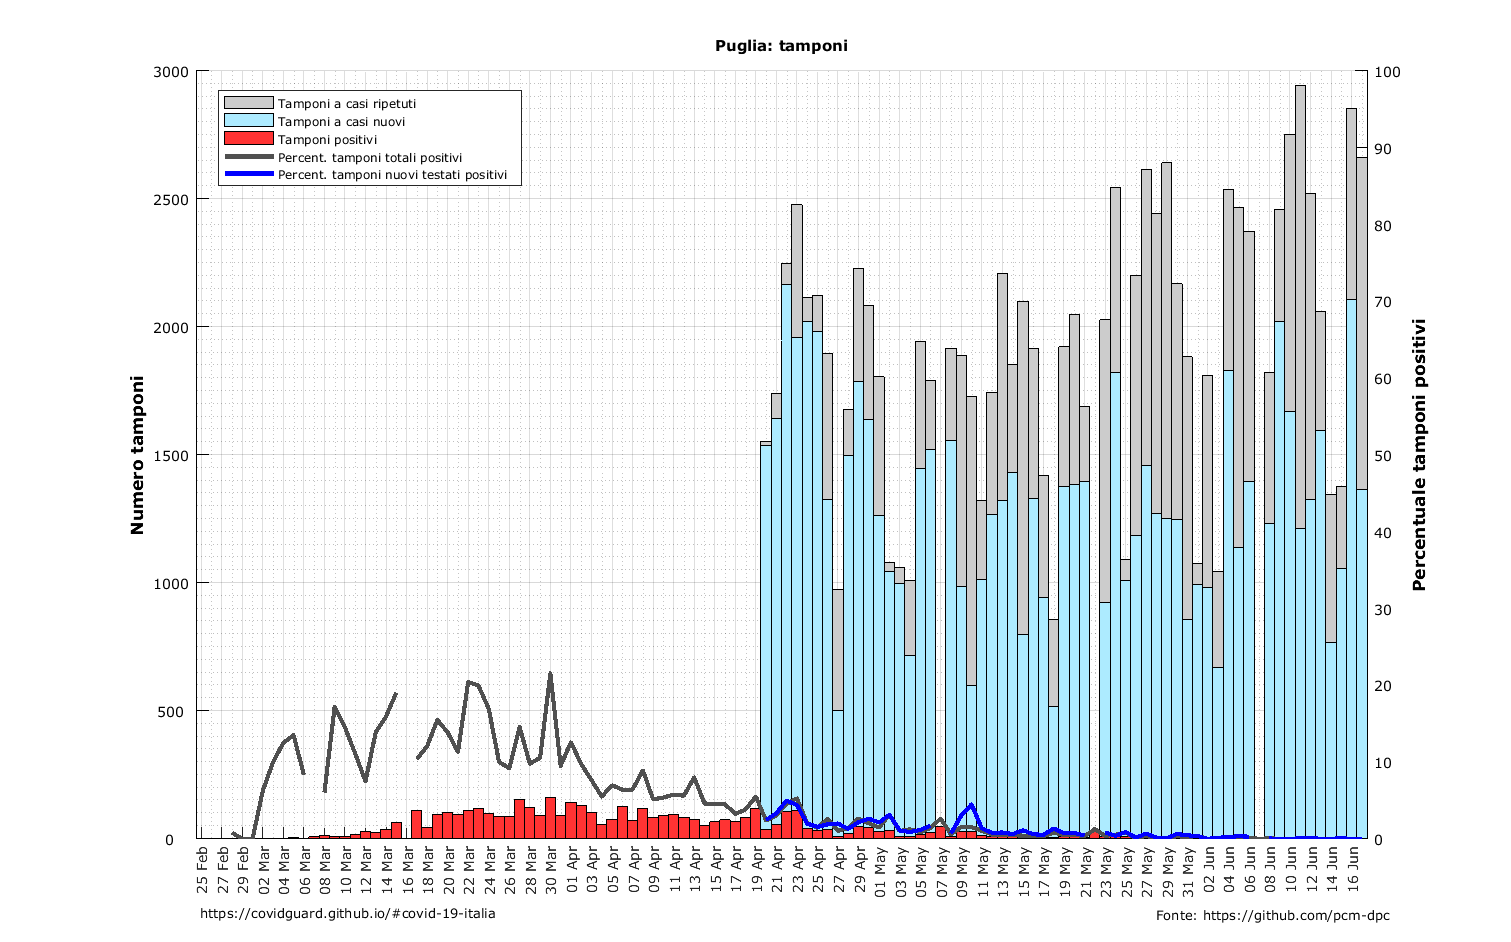 Puglia: tamponi
3000
2500
2000
1500
1000
500
0
Numero tamponi
Tamponi a casi ripetuti
Tamponi a casi nuovi
Tamponi positivi
Percent. tamponi totali positivi
Percent. tamponi nuovi testati positivi
100
90
80
70
60
50
40
30
20
10
0
Percentuale tamponi positivi
25 Feb
27 Feb
29 Feb
02 Mar
04 Mar
06 Mar
08 Mar
10 Mar
12 Mar
14 Mar
16 Mar
18 Mar
20 Mar
22 Mar
24 Mar
26 Mar
28 Mar
30 Mar
01 Apr
03 Apr
05 Apr
07 Apr
09 Apr
11 Apr
13 Apr
15 Apr
17 Apr
19 Apr
21 Apr
23 Apr
25 Apr
27 Apr
29 Apr
01 May
03 May
05 May
07 May
09 May
11 May
13 May
15 May
17 May
19 May
21 May
23 May
25 May
27 May
29 May
31 May
02 Jun
04 Jun
06 Jun
08 Jun
10 Jun
12 Jun
14 Jun
16 Jun
https://covidguard.github.io/#covid-19-italia
Fonte: https://github.com/pcm-dpc